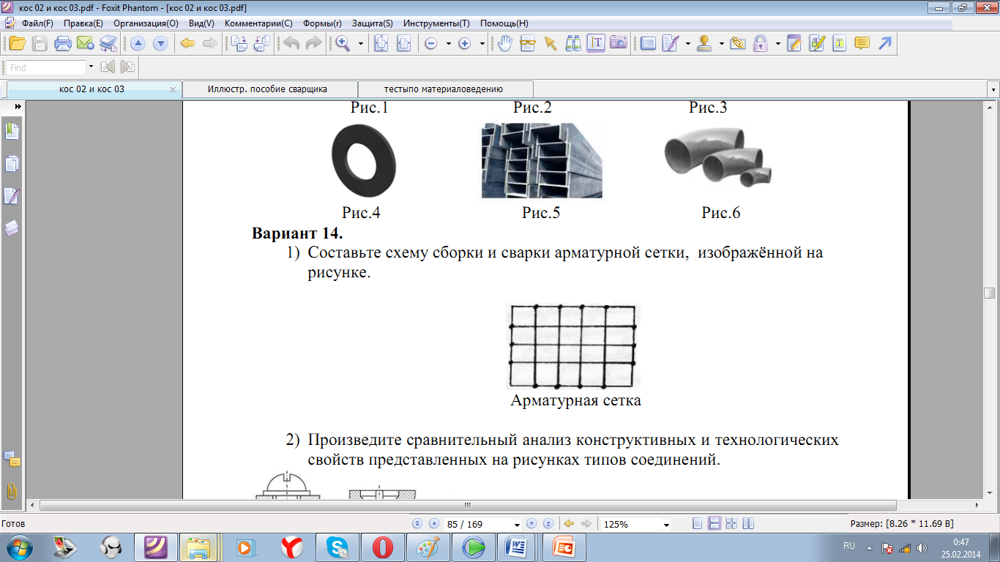 кос 02 и кос 03.pdf - Foxit Phantom - [кос 02 и кос 03.pdf]
Файл(F) Правка(E) Организация(O) Вид(V) Комментарии(C) Формы(r) Защита(S) Инструменты(T) Помощь(H)
Find
кос 02 и кос 03 Иллюстр. пособие сварщика тестыпо материаловедению
Рис.1 Рис.2 Рис.3
Рис.4 Рис.5 Рис.6
Вариант 14.
1) Составьте схему сборки и сварки арматурной сетки, изображённой на
рисунке.
Арматурная сетка
2) Произведите сравнительный анализ конструктивных и технологических
свойств представленных на рисунках типов соединений.
Готов 85 / 169 125% Размер: [8.26 * 11.69 В]
RU 0:47
25.02.2014